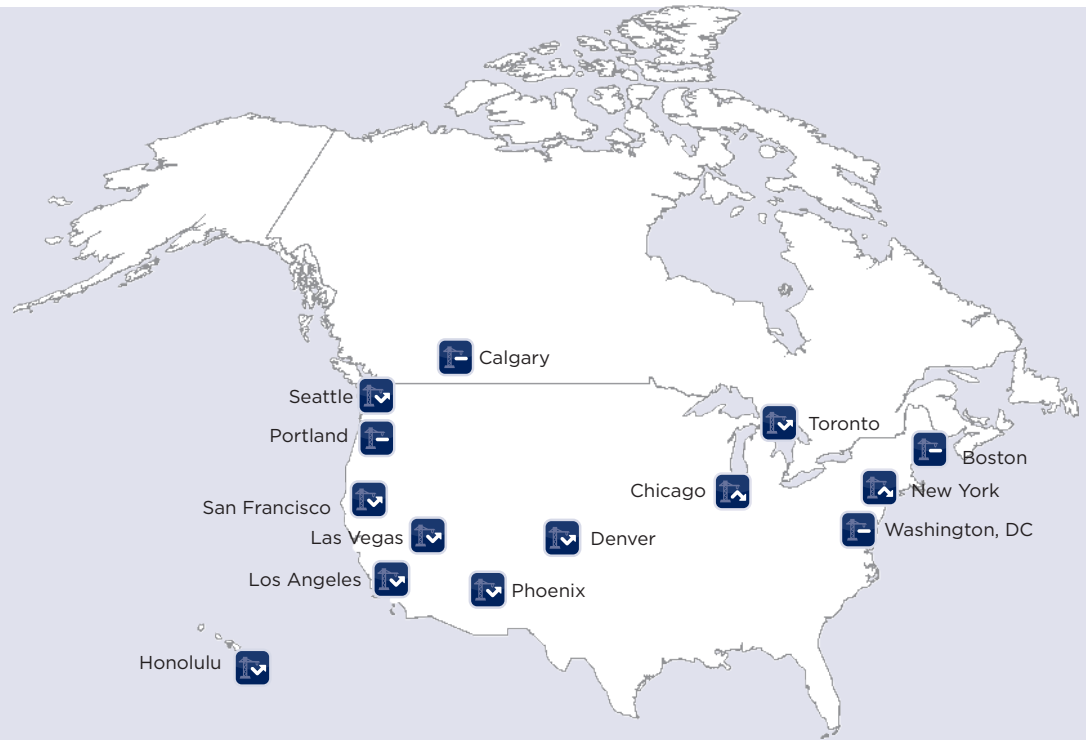 Calgary
Seattle
Toronto
Portland
Boston
Chicago
New York
San Francisco
Washington, DC
Las Vegas
Denver
Los Angeles
Phoenix
Honolulu